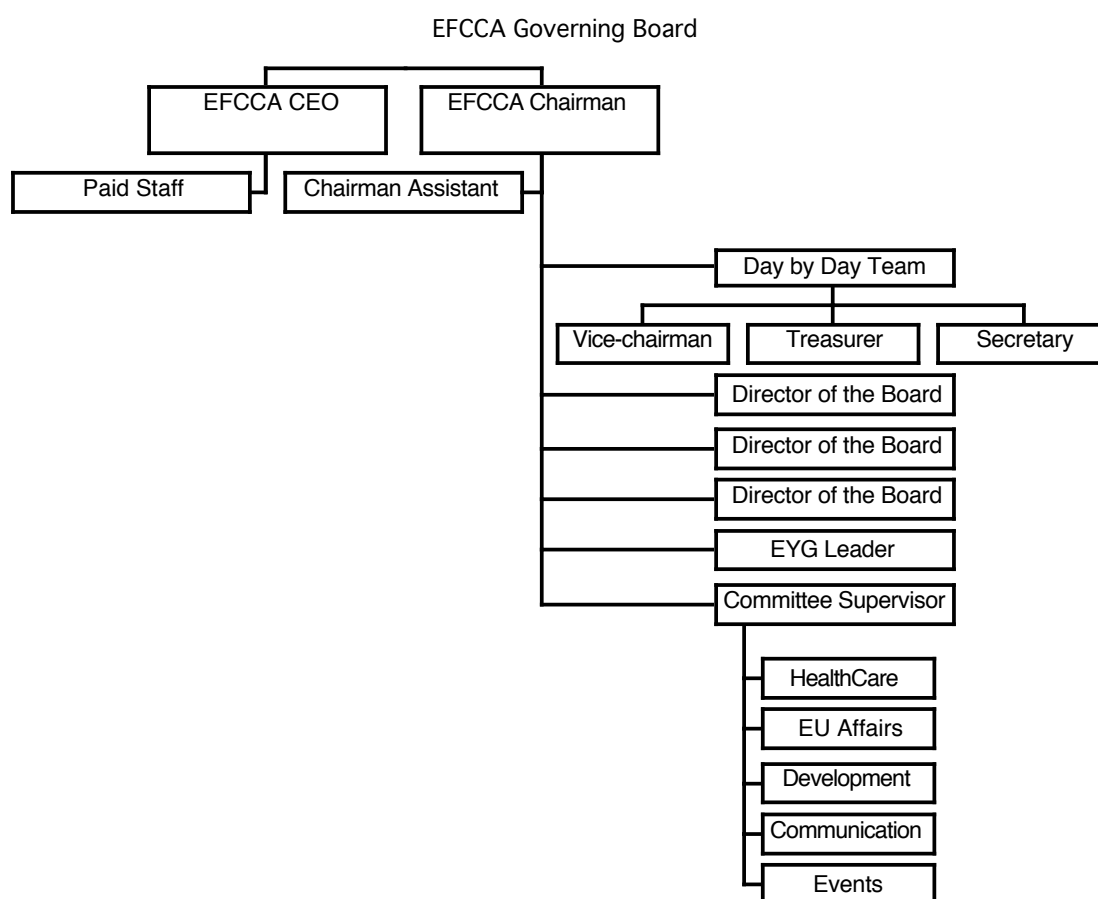 EFCCA Governing Board
EFCCA CEO
EFCCA Chairman
Paid Staff
Chairman Assistant
Day by Day Team
Vice-chairman
Treasurer
Secretary
Director of the Board
Director of the Board
Director of the Board
EYG Leader
Committee Supervisor
HealthCare
EU Affairs
Development
Communication
Events